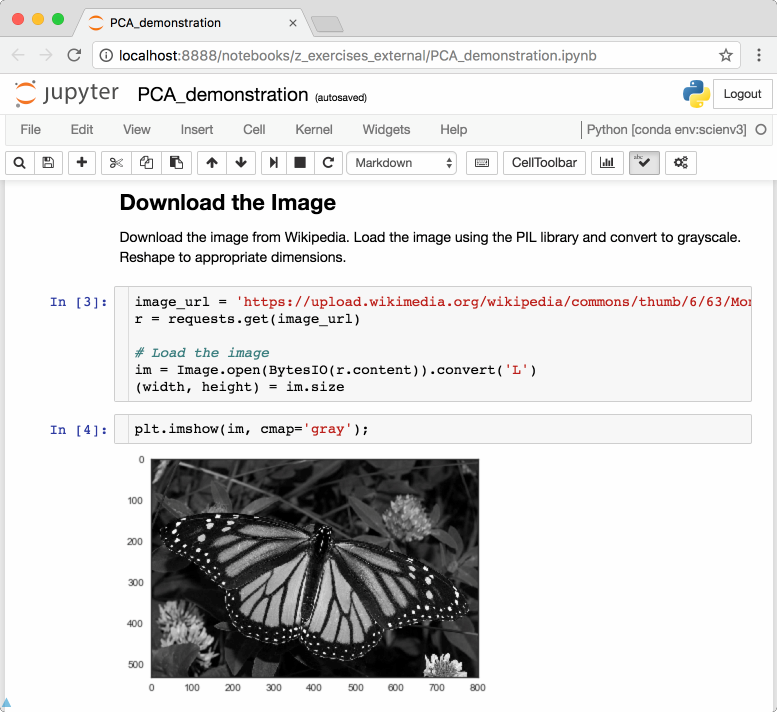 PCA_demonstration
localhost:8888/notebooks/z_exercises_external/PCA_demonstration.ipynb
jupyter PCA_demonstration (autosaved) Logout
File Edit View Insert Cell Kernel Widgets Help Python [conda env:scienv3]
Markdown CellToolbar abc
Download the Image
Download the image from Wikipedia. Load the image using the PIL library and convert to grayscale.
Reshape to appropriate dimensions.
In [3]: image_url = 'https://upload.wikimedia.org/wikipedia/commons/thumb/6/63/Mon
r = requests.get(image_url)
# Load the image
im = Image.open(BytesIO(r.content)).convert('L')
(width, height) = im.size
In [4]: plt.imshow(im, cmap='gray');
0
100
200
300
400
500
0 100 200 300 400 500 600 700 800